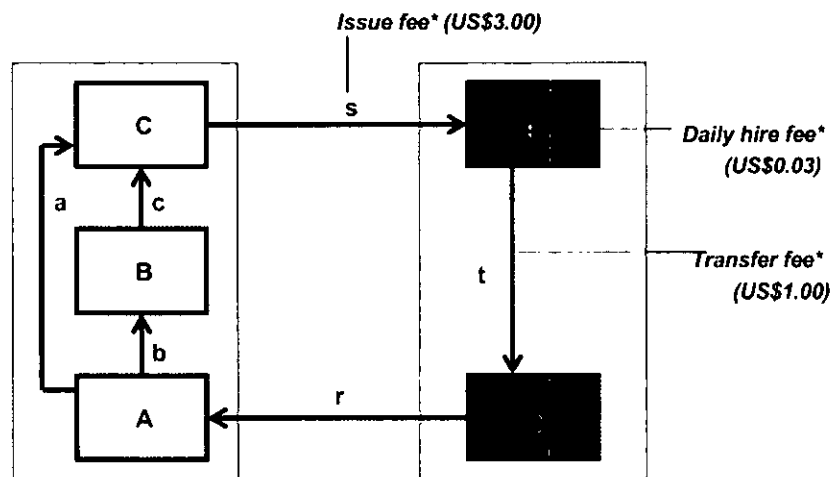 Issue fee* (US$3.00)
C
s
Daily hire fee*
(US$0.03)
a
c
B
t
Transfer fee*
(US$1.00)
b
A
r